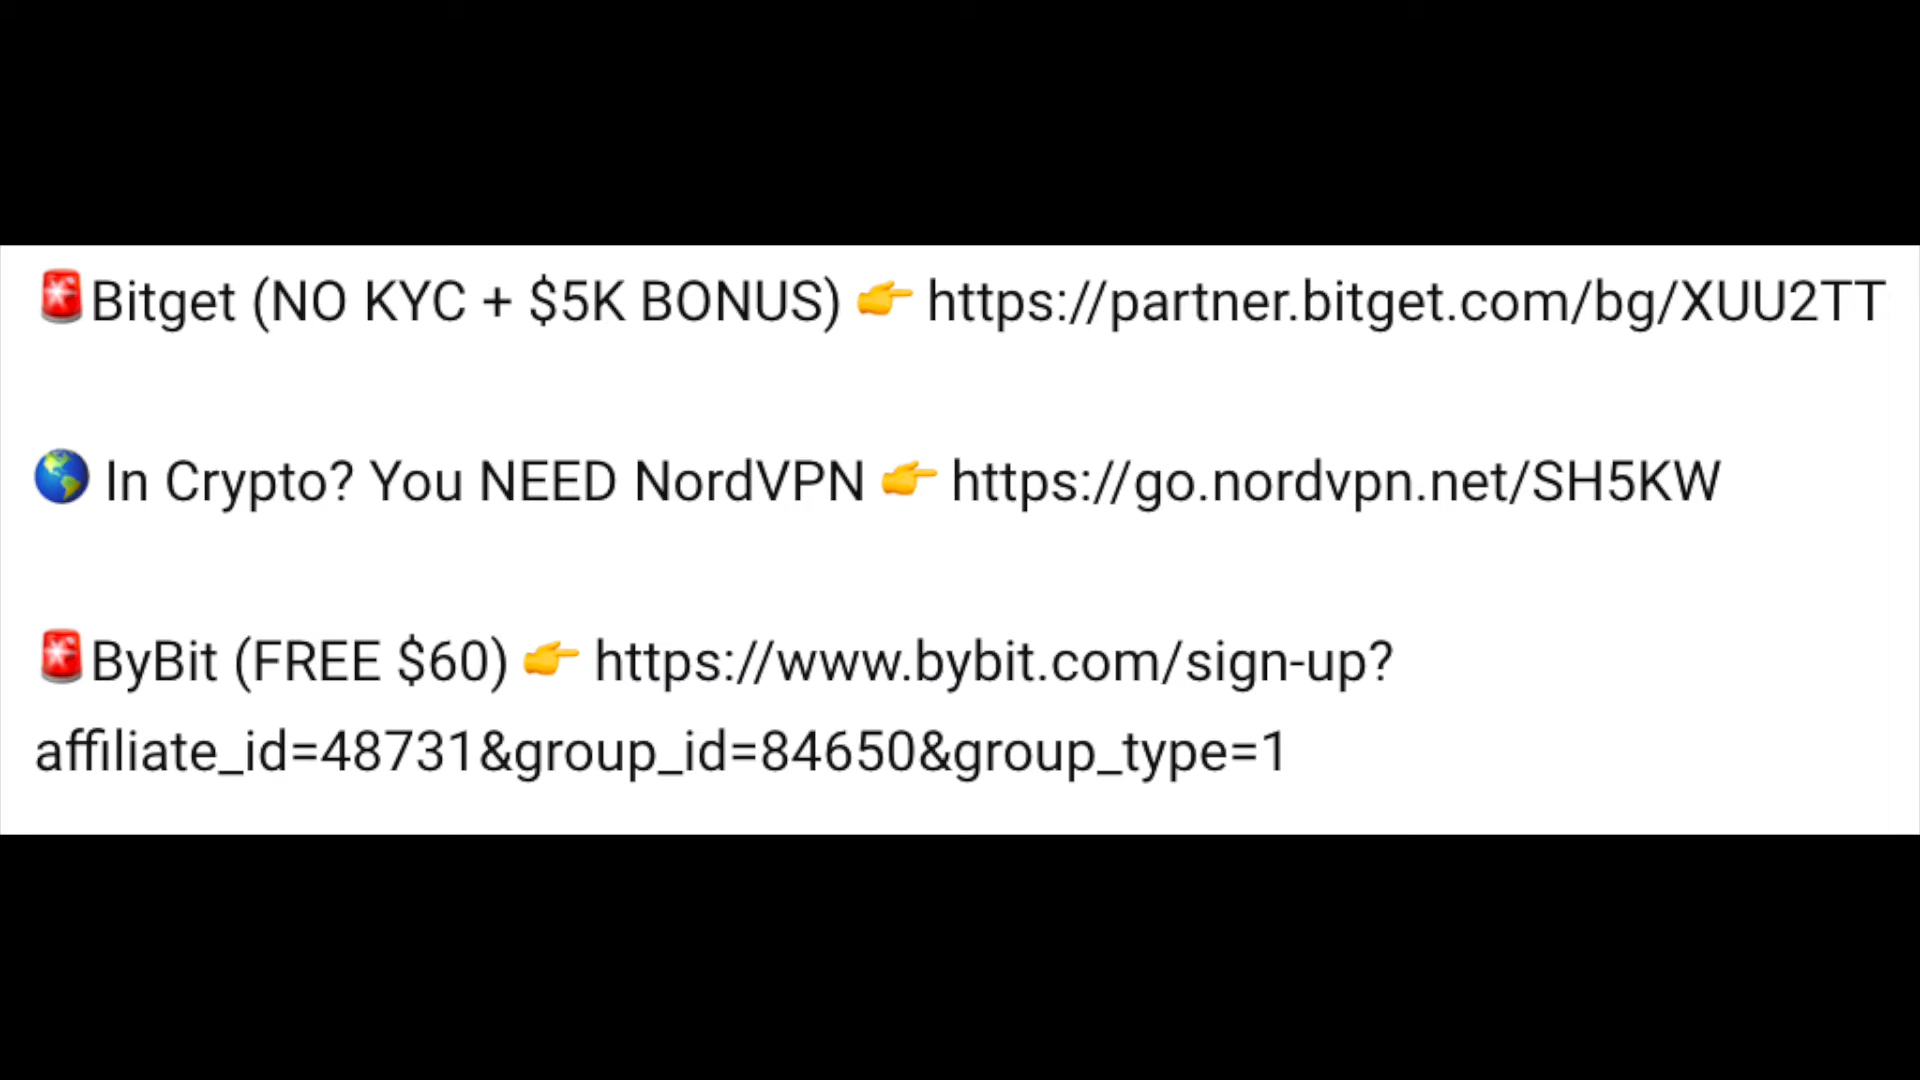 🚨Bitget (NO KYC + $5K BONUS) 👉 https://partner.bitget.com/bg/XUU2TT
🌎 In Crypto? You NEED NordVPN 👉 https://go.nordvpn.net/SH5KW
🚨ByBit (FREE $60) 👉 https://www.bybit.com/sign-up?
affiliate_id=48731&group_id=84650&group_type=1